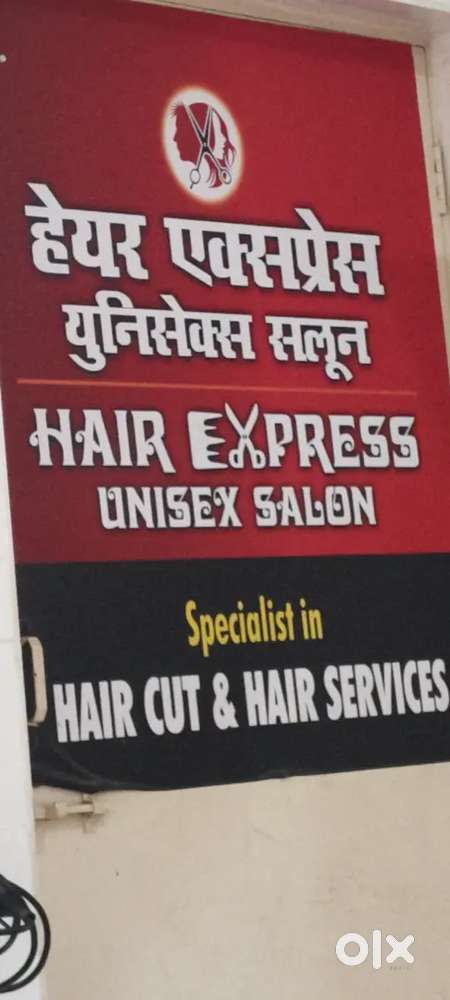 हेयर एक्सप्रेस
युनिसेक्स सलून
HAIR EXPRESS
UNISEX SALON
Specialist in
HAIR CUT & HAIR SERVICES
olx